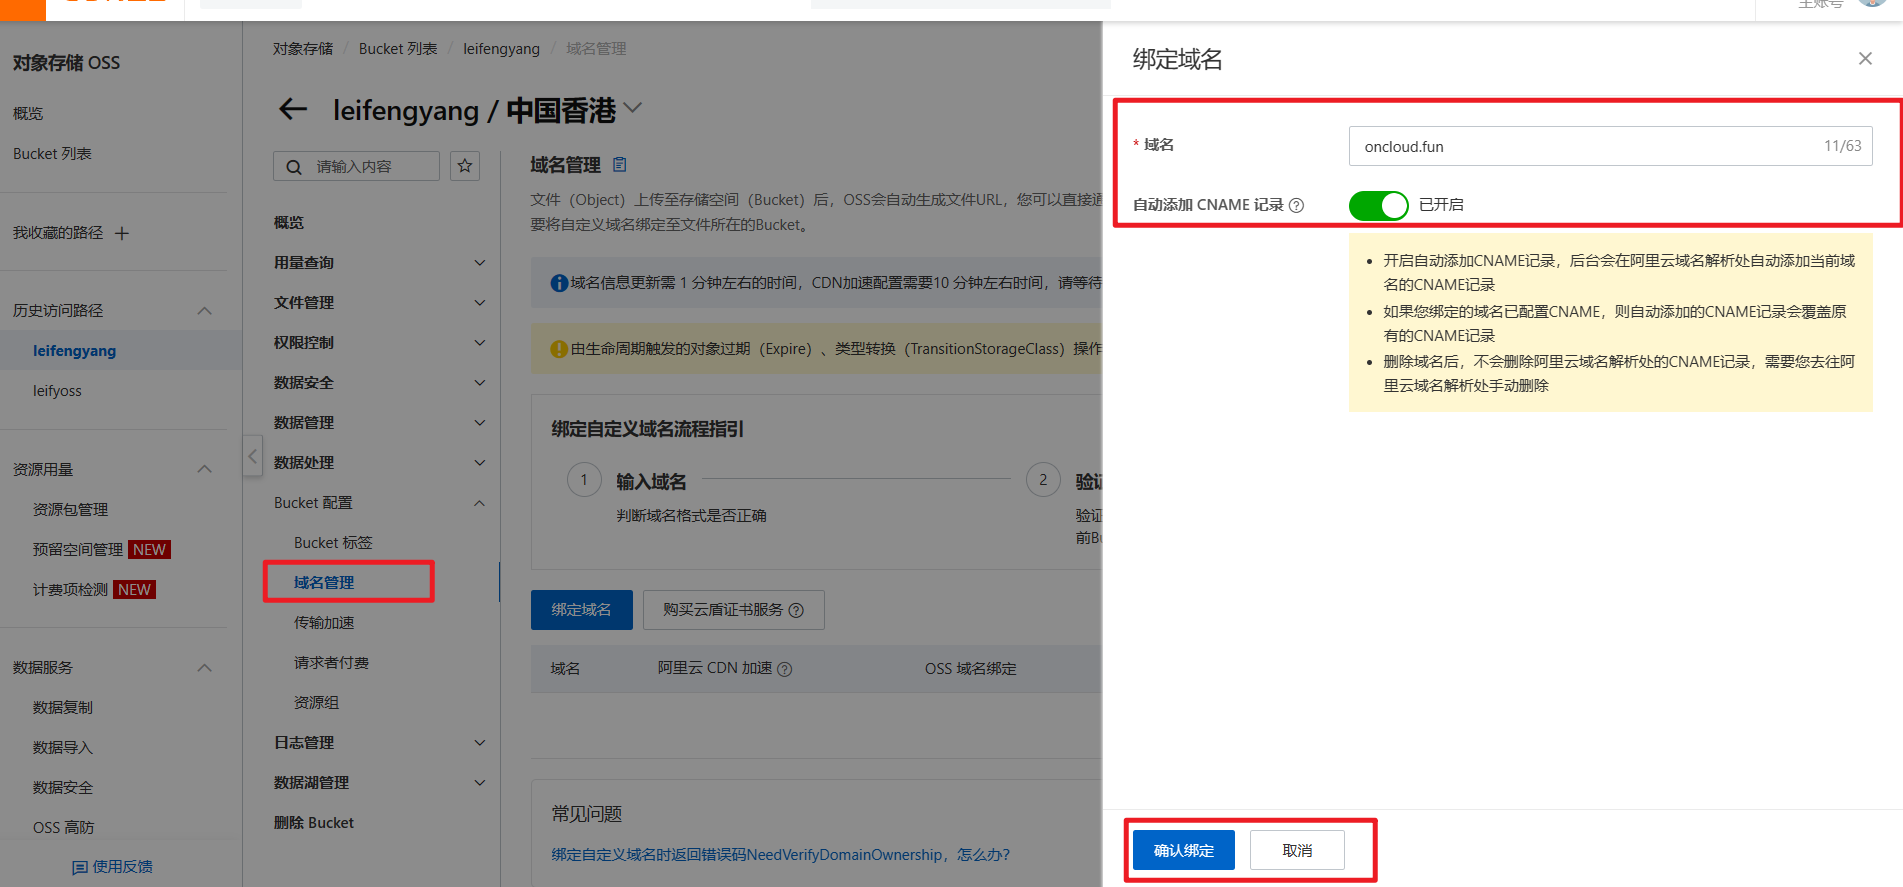 主账号
对象存储 OSS
概览
Bucket 列表
我收藏的路径
历史访问路径
leifengyang
leifyoss
资源用量
资源包管理
预留空间管理 NEW
计费项检测 NEW
数据服务
数据复制
数据导入
数据安全
OSS 高防
使用反馈
对象存储 / Bucket 列表 / leifengyang / 域名管理
leifengyang / 中国香港
请输入内容
概览
用量查询
文件管理
权限控制
数据安全
数据管理
数据处理
Bucket 配置
Bucket 标签
域名管理
传输加速
请求者付费
资源组
日志管理
数据湖管理
删除 Bucket
域名管理
文件（Object）上传至存储空间（Bucket）后，OSS会自动生成文件URL，您可以直接通
要将自定义域名绑定至文件所在的Bucket。
域名信息更新需 1 分钟左右的时间，CDN加速配置需要10 分钟左右时间，请等待
由生命周期触发的对象过期（Expire）、类型转换（TransitionStorageClass）操作
绑定自定义域名流程指引
1 输入域名
判断域名格式是否正确
2 验证
验证
前Bu
绑定域名 购买云盾证书服务
域名 阿里云 CDN 加速 OSS 域名绑定
常见问题
绑定自定义域名时返回错误码NeedVerifyDomainOwnership，怎么办?
绑定域名
* 域名 oncloud.fun 11/63
自动添加 CNAME 记录 已开启
开启自动添加CNAME记录，后台会在阿里云域名解析处自动添加当前域
名的CNAME记录
如果您绑定的域名已配置CNAME，则自动添加的CNAME记录会覆盖原
有的CNAME记录
删除域名后，不会删除阿里云域名解析处的CNAME记录，需要您去往阿
里云域名解析处手动删除
确认绑定 取消